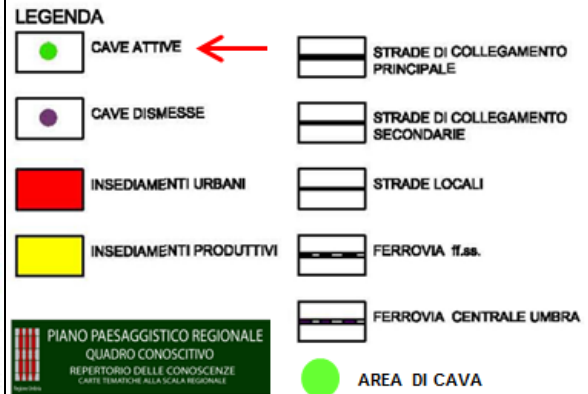 LEGENDA
CAVE ATTIVE
CAVE DISMESSE
INSEDIAMENTI URBANI
INSEDIAMENTI PRODUTTIVI
STRADE DI COLLEGAMENTO
PRINCIPALE
STRADE DI COLLEGAMENTO
SECONDARIE
STRADE LOCALI
FERROVIA ff.ss.
FERROVIA CENTRALE UMBRA
PIANO PAESAGGISTICO REGIONALE
QUADRO CONOSCITIVO
REPERTORIO DELLE CONOSCENZE
CARTE TEMATICHE ALLA SCALA REGIONALE
Regione Umbria
AREA DI CAVA